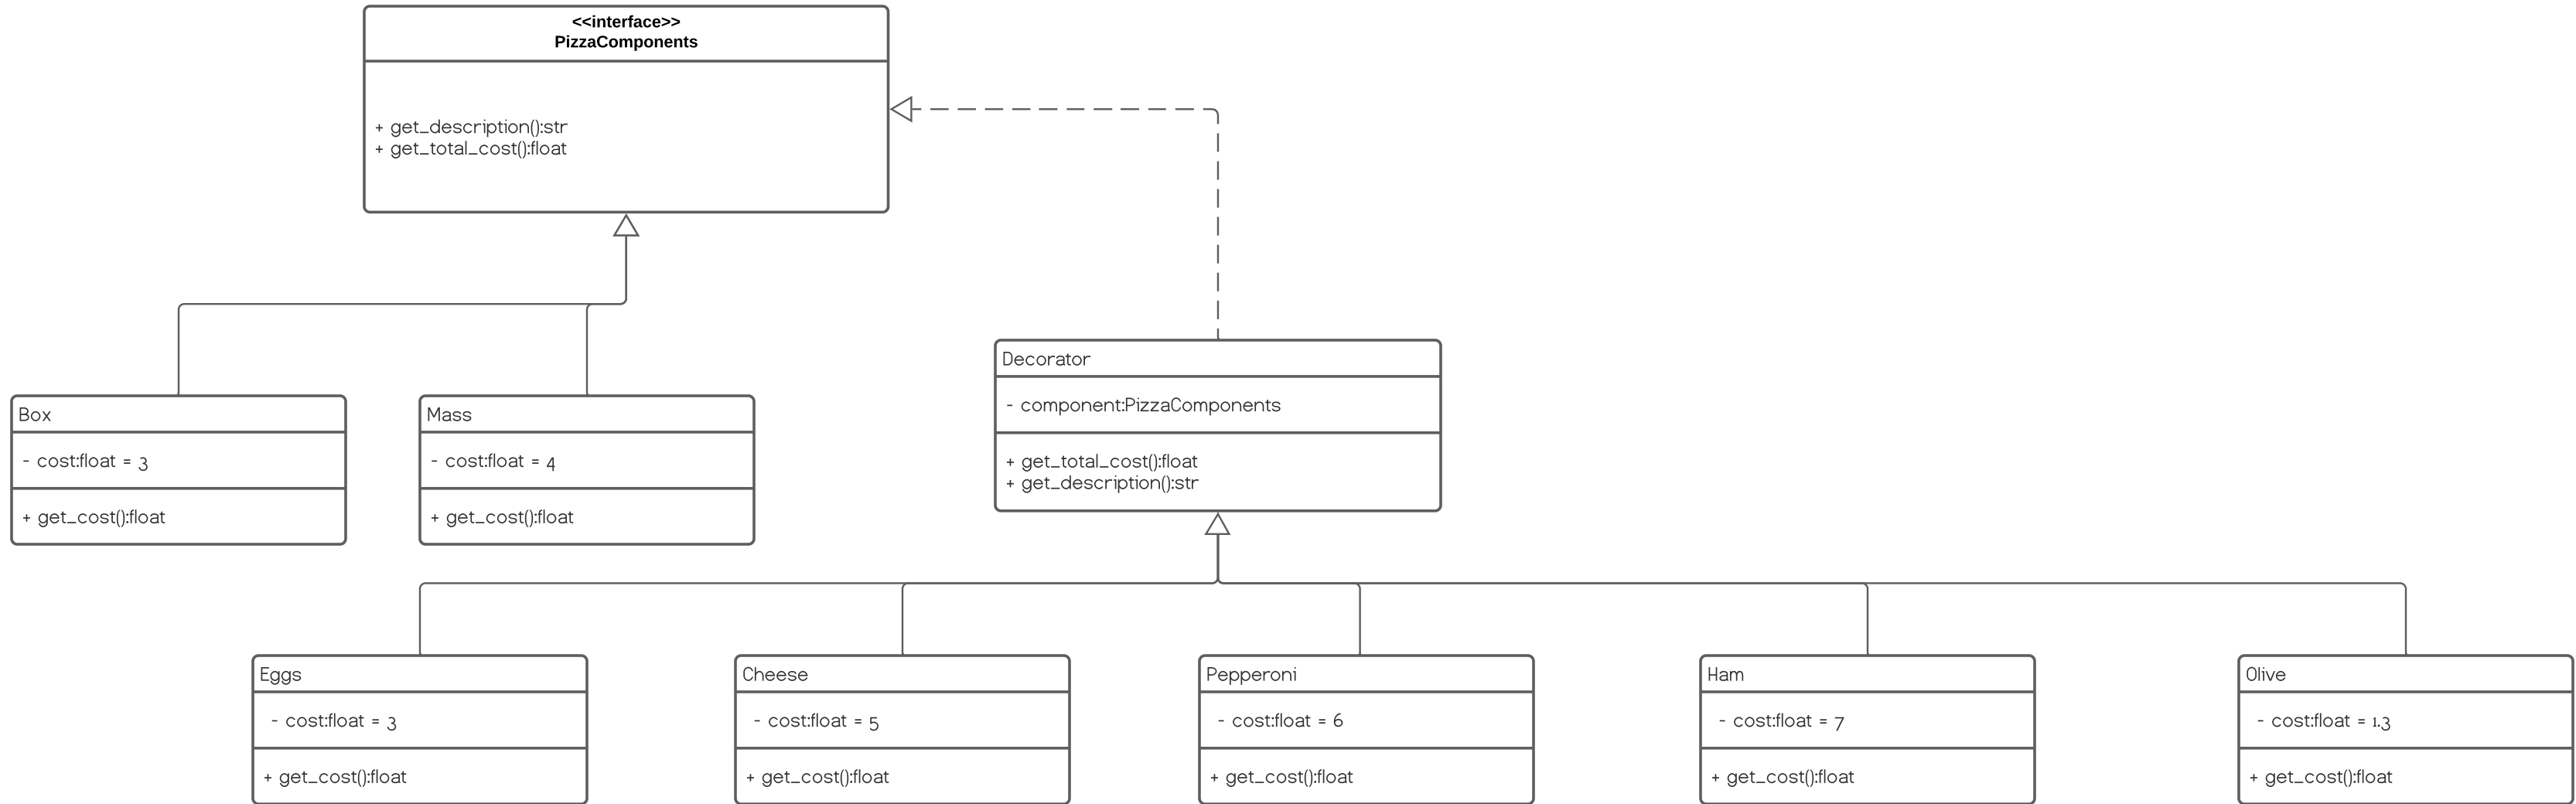 <<interface>>
PizzaComponents
+ get_description():str
+ get_total_cost():float
Decorator
- component:PizzaComponents
+ get_total_cost():float
+ get_description():str
Box
- cost:float = 3
+ get_cost():float
Mass
- cost:float = 4
+ get_cost():float
Eggs
- cost:float = 3
+ get_cost():float
Cheese
- cost:float = 5
+ get_cost():float
Pepperoni
- cost:float = 6
+ get_cost():float
Ham
- cost:float = 7
+ get_cost():float
Olive
- cost:float = 1.3
+ get_cost():float